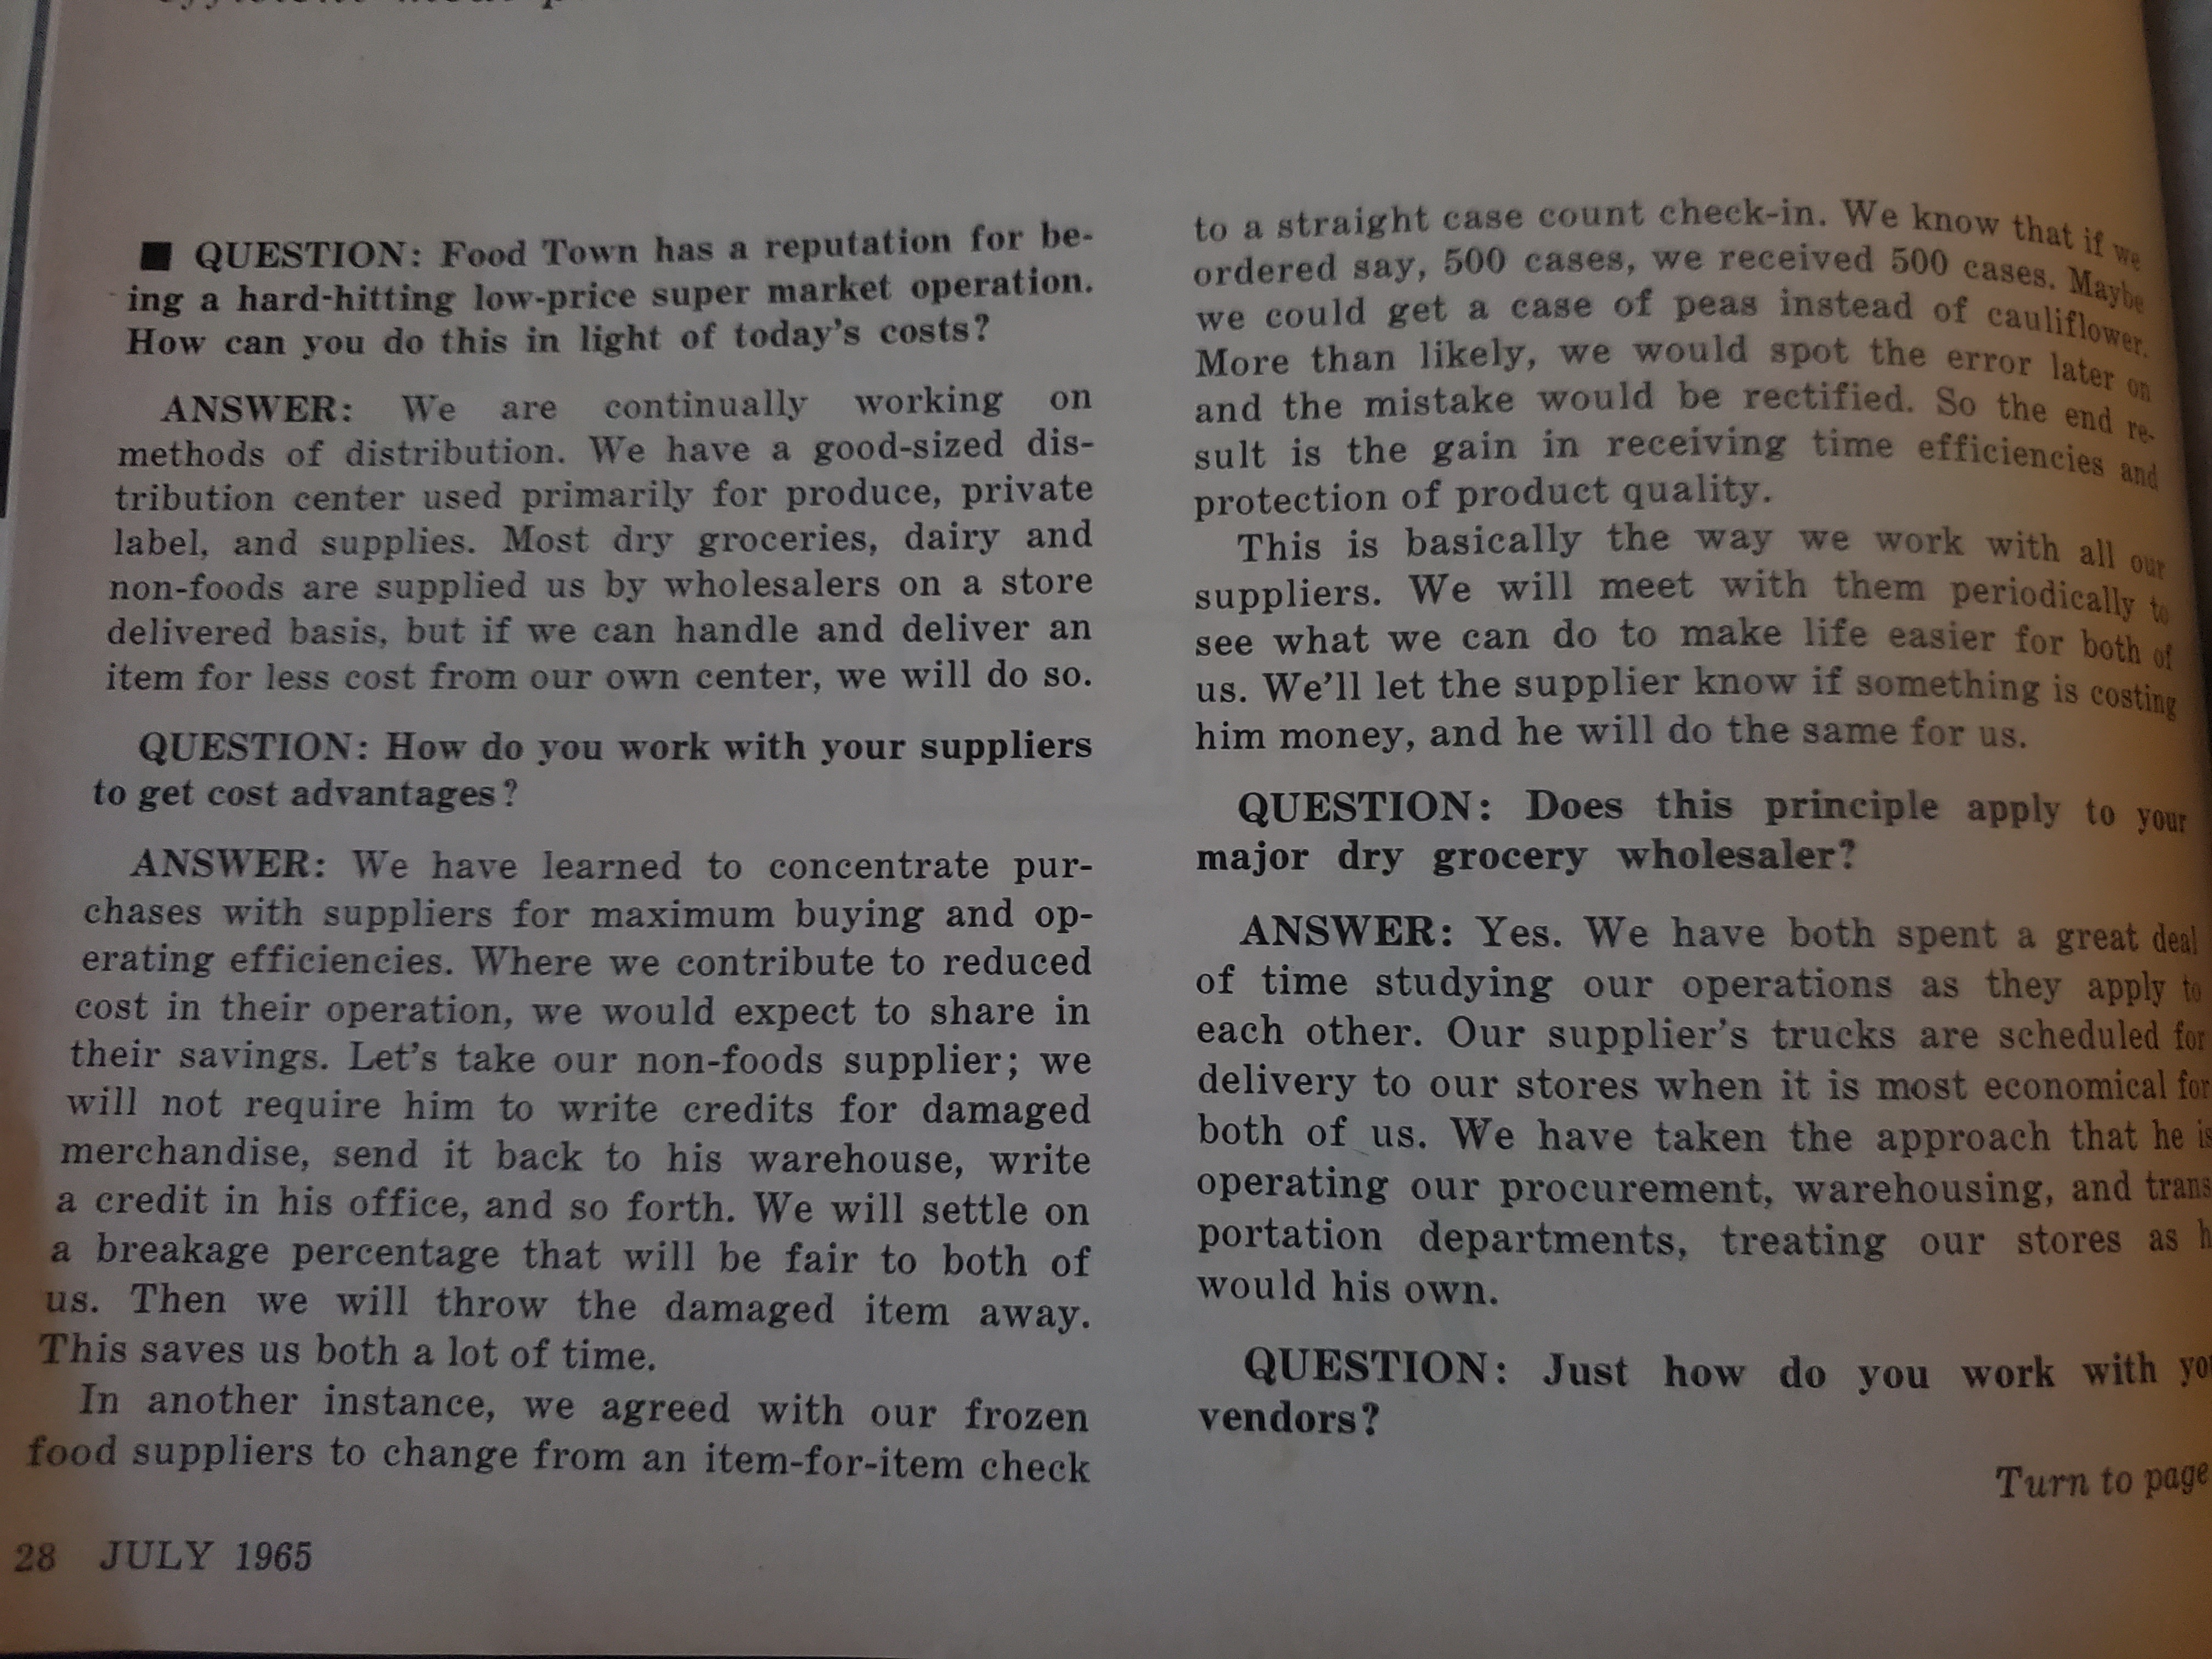 ■ QUESTION: Food Town has a reputation for be-
ing a hard-hitting low-price super market operation.
How can you do this in light of today's costs?
ANSWER: We are continually working on
methods of distribution. We have a good-sized dis-
tribution center used primarily for produce, private
label, and supplies. Most dry groceries, dairy and
non-foods are supplied us by wholesalers on a store
delivered basis, but if we can handle and deliver an
item for less cost from our own center, we will do so.
QUESTION: How do you work with your suppliers
to get cost advantages?
ANSWER: We have learned to concentrate pur-
chases with suppliers for maximum buying and op-
erating efficiencies. Where we contribute to reduced
cost in their operation, we would expect to share in
their savings. Let's take our non-foods supplier; we
will not require him to write credits for damaged
merchandise, send it back to his warehouse, write
a credit in his office, and so forth. We will settle on
a breakage percentage that will be fair to both of
us. Then we will throw the damaged item away.
This saves us both a lot of time.
In another instance, we agreed with our frozen
food suppliers to change from an item-for-item check
to a straight case count check-in. We know that if we
ordered say, 500 cases, we received 500 cases. Maybe
we could get a case of peas instead of cauliflower.
More than likely, we would spot the error later on
and the mistake would be rectified. So the end re-
sult is the gain in receiving time efficiencies and
protection of product quality.
This is basically the way we work with all our
suppliers. We will meet with them periodically to
see what we can do to make life easier for both of
us. We'll let the supplier know if something is costing
him money, and he will do the same for us.
QUESTION: Does this principle apply to your
major dry grocery wholesaler?
ANSWER: Yes. We have both spent a great deal
of time studying our operations as they apply to
each other. Our supplier's trucks are scheduled for
delivery to our stores when it is most economical for
both of us. We have taken the approach that he is
operating our procurement, warehousing, and trans
portation departments, treating our stores as h
would his own.
QUESTION: Just how do you work with yo
vendors?
Turn to page
28 JULY 1965